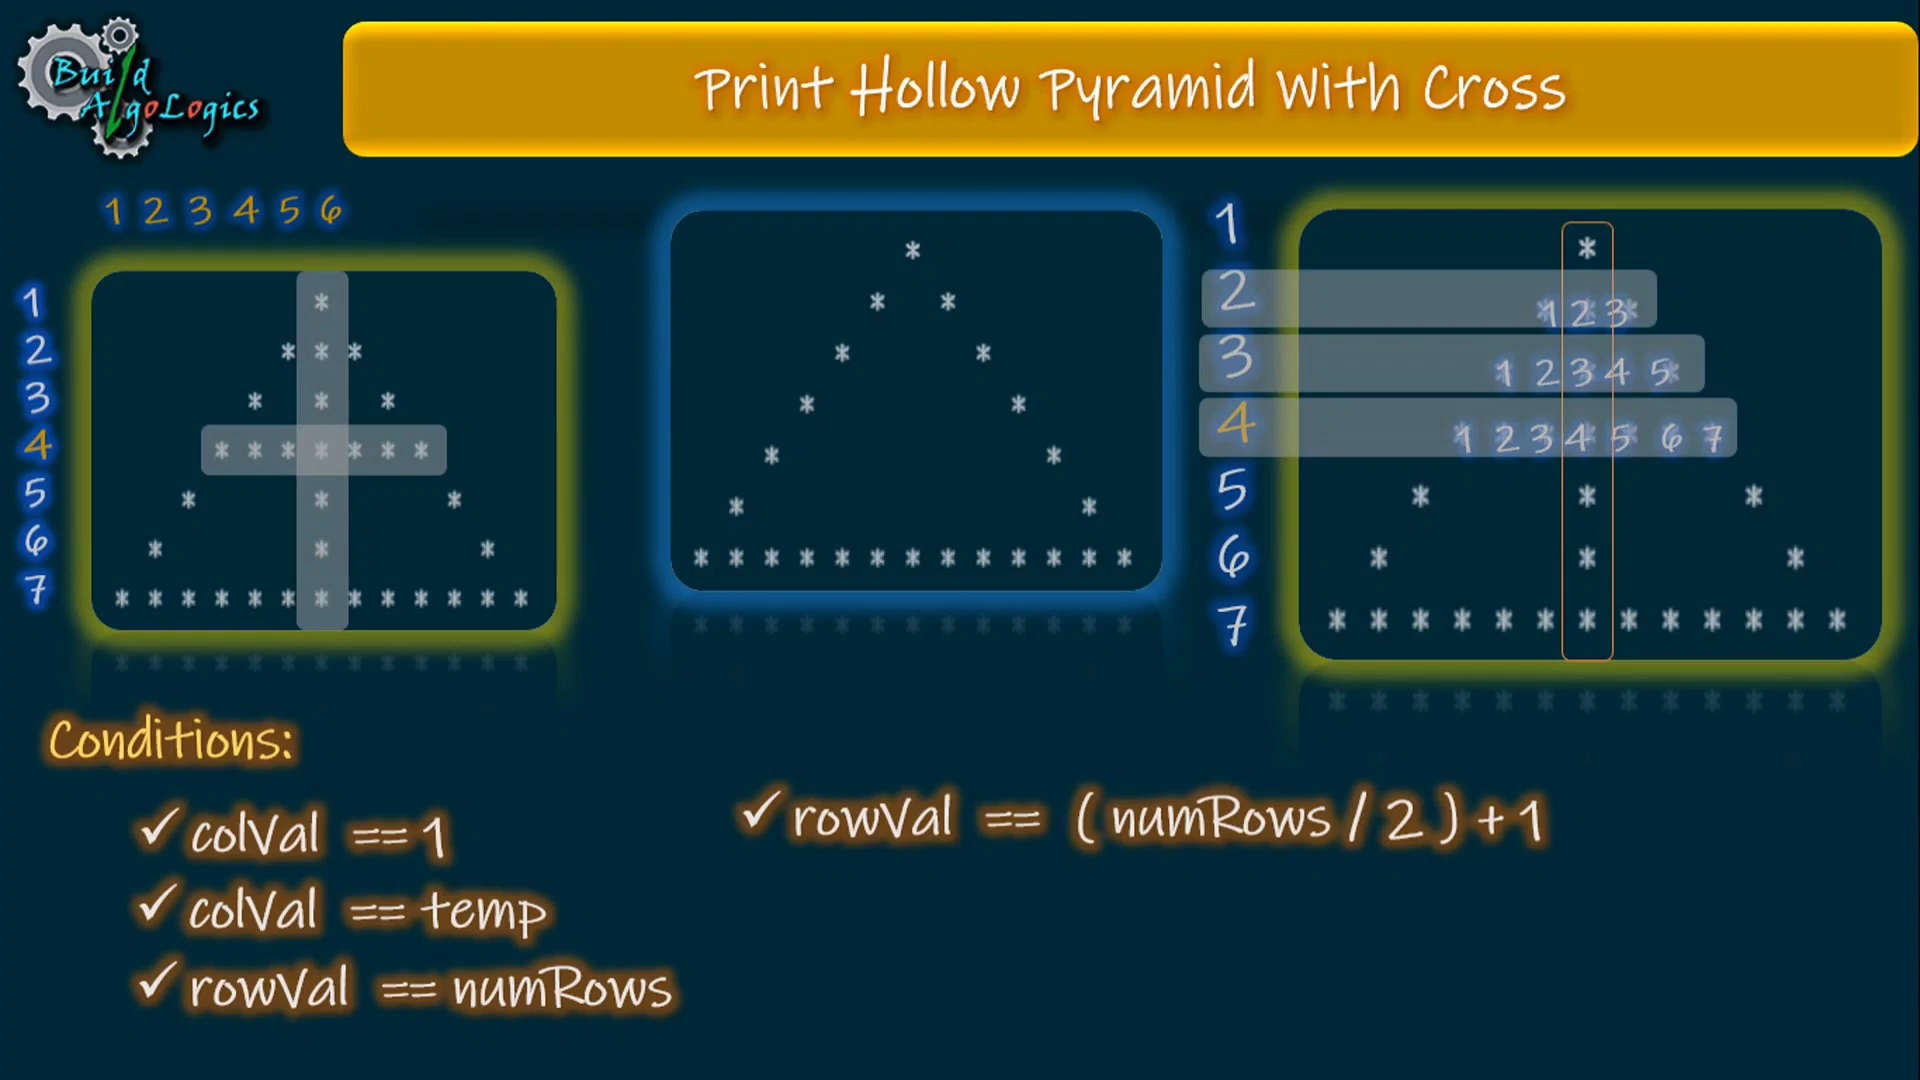 Build
AlgoLogics
Print Hollow Pyramid With Cross
1 2 3 4 5 6
1
2
3
4
5
6
7
*
* * *
* * *
* * * * * * *
* * *
* * *
* * * * * * * * * * * * *
*
* *
* *
* *
* *
* *
* * * * * * * * * * * * *
1 *
2 1 2 3
3 1 2 3 4 5
4 1 2 3 4 5 6 7
5 * * *
6 * * *
7 * * * * * * * * * * * * *
Conditions:
✓ colVal == 1
✓ colVal == temp
✓ rowVal == numRows
✓ rowVal == ( numRows / 2 ) + 1